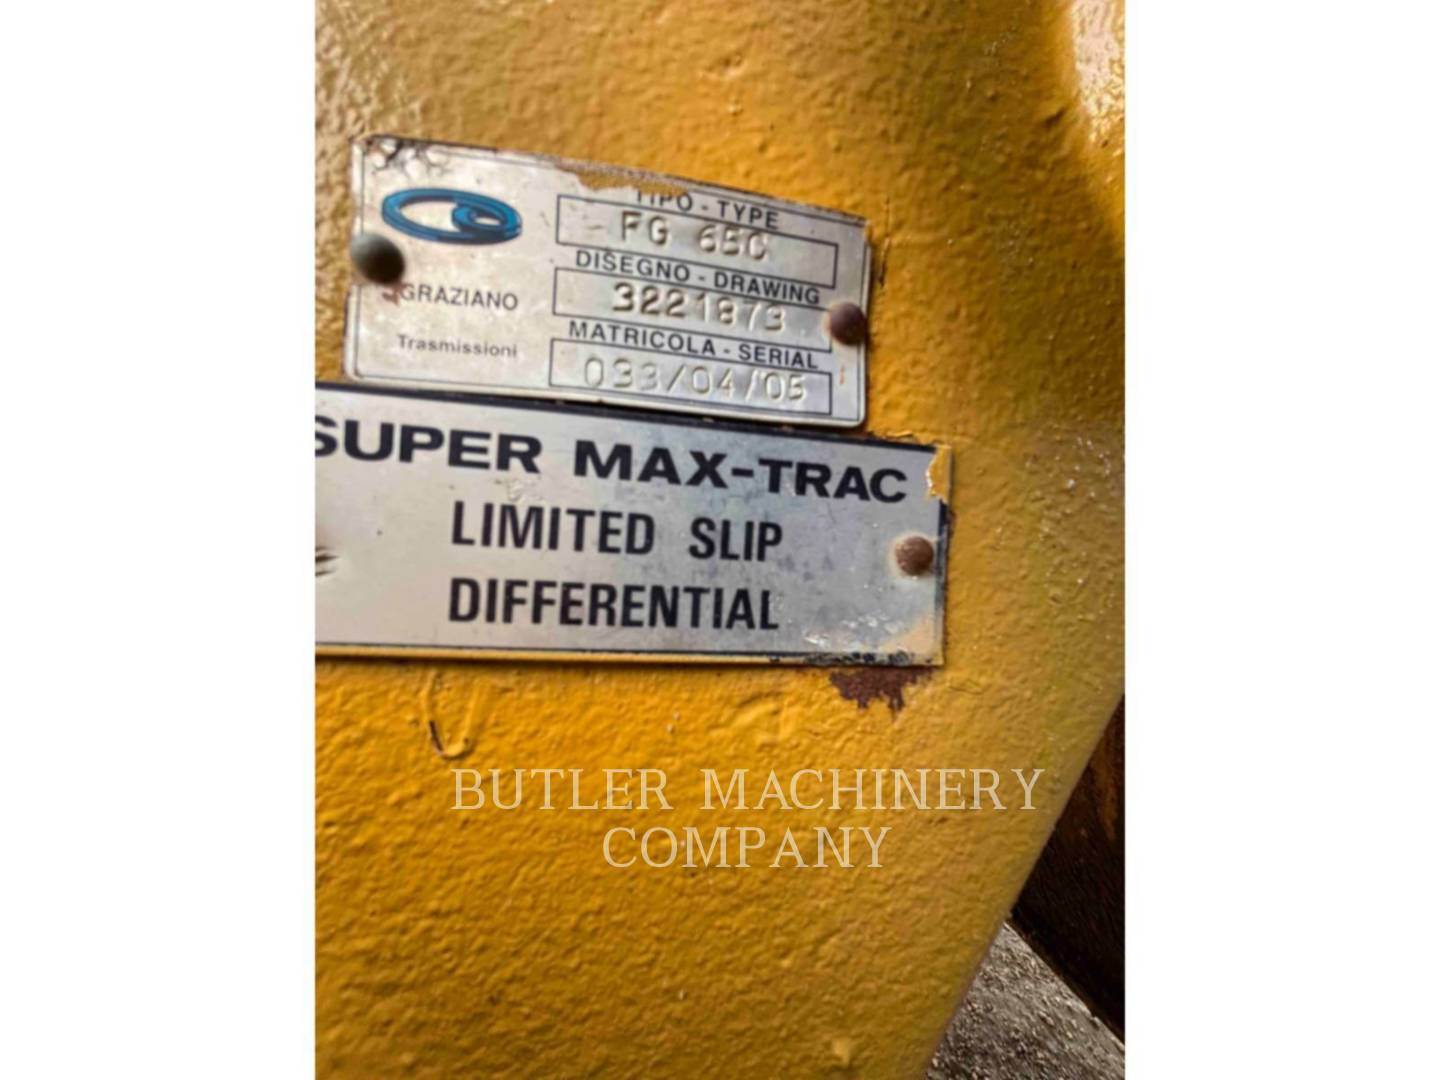 TIPO - TYPE
FG 65C
DISEGNO - DRAWING
3221873
MATRICOLA - SERIAL
033/04/05
GRAZIANO
Trasmissioni
SUPER MAX-TRAC
LIMITED SLIP
DIFFERENTIAL
BUTLER MACHINERY
COMPANY